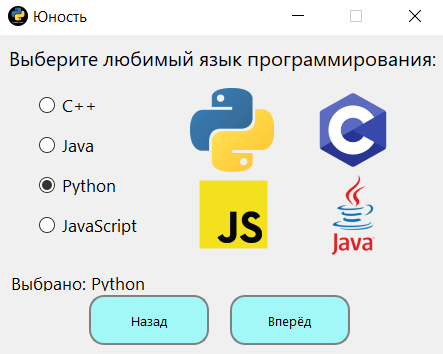 Юность
Выберите любимый язык программирования:
C++
Java
Python
JavaScript
C
JS
Java
Выбрано: Python
Назад
Вперёд